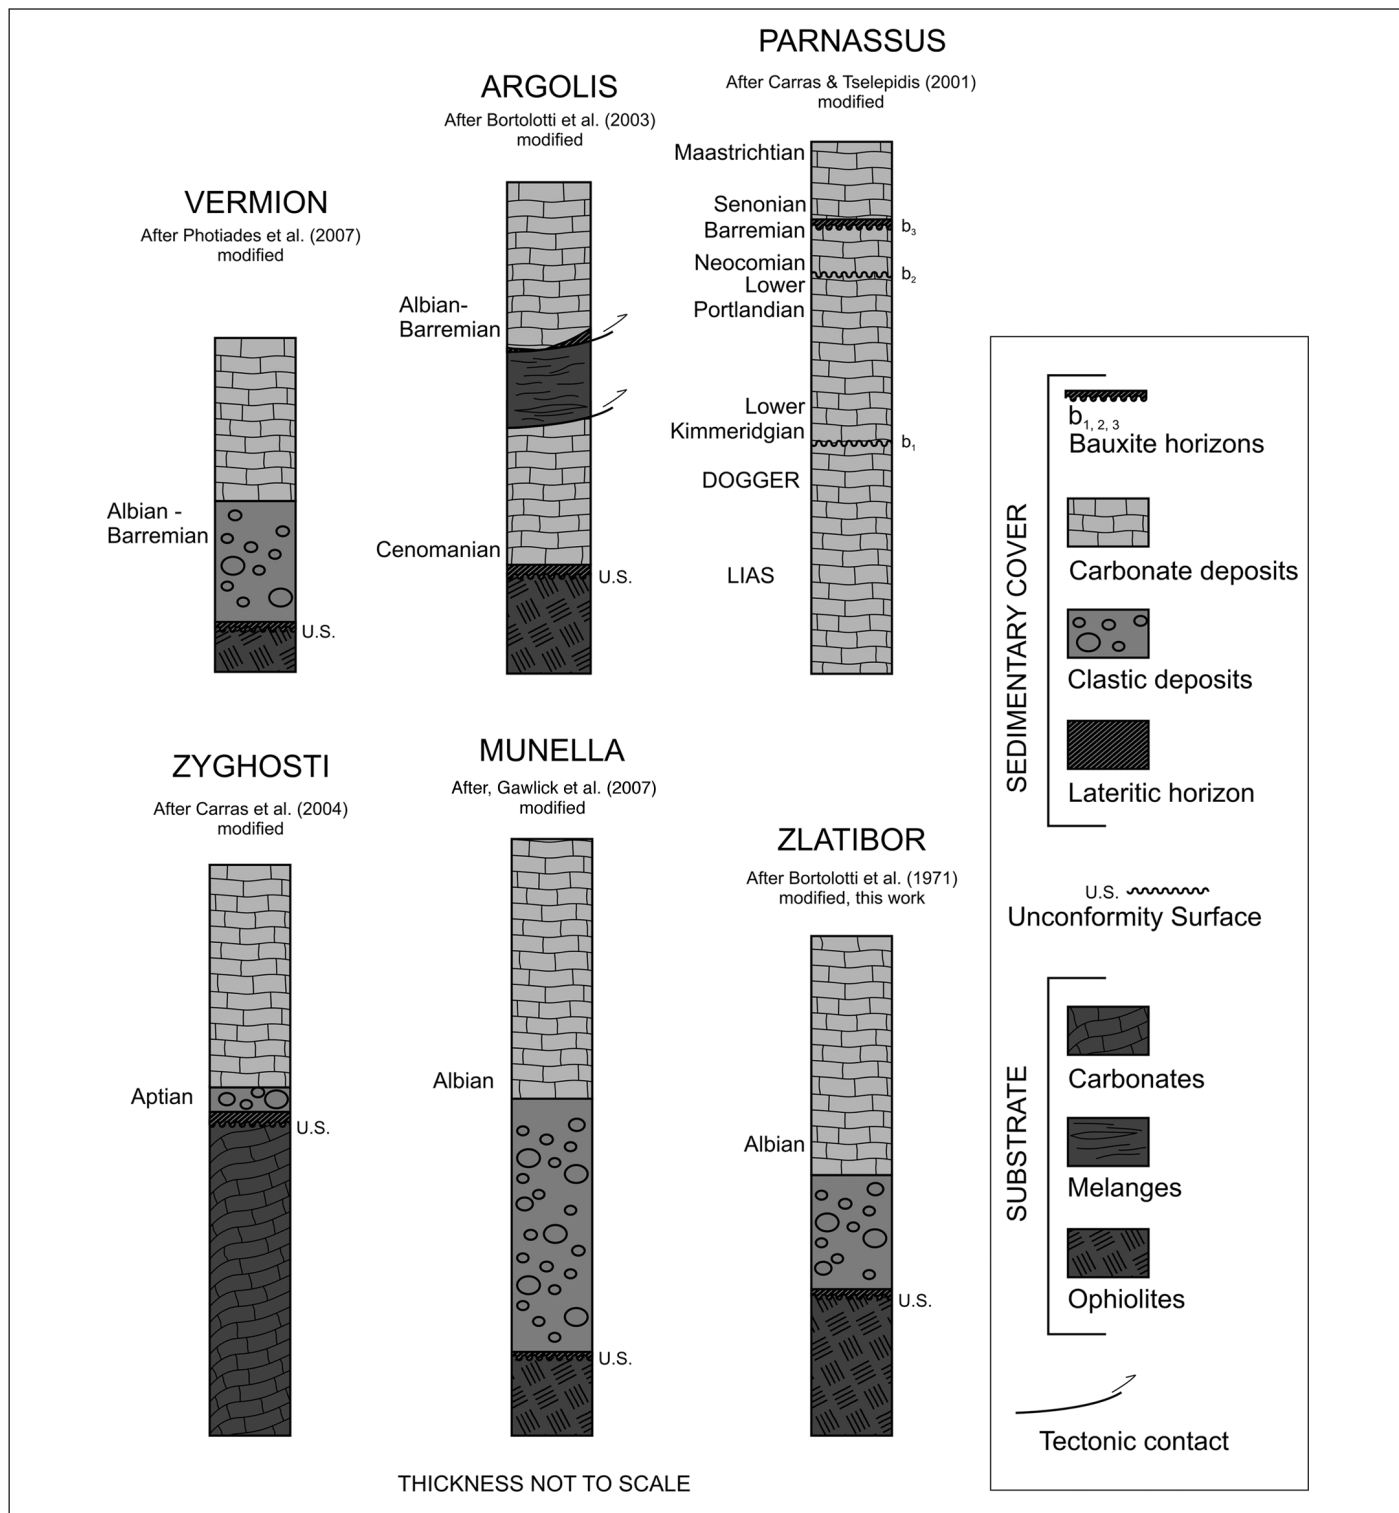 PARNASSUS
After Carras & Tselepidis (2001)
modified
Maastrichtian
Senonian
Barremian
b3
Neocomian
b2
Lower
Portlandian
Lower
Kimmeridgian
b1
DOGGER
LIAS
ARGOLIS
After Bortolotti et al. (2003)
modified
Albian-
Barremian
Cenomanian
U.S.
VERMION
After Photiades et al. (2007)
modified
Albian -
Barremian
U.S.
ZYGHOSTI
After Carras et al. (2004)
modified
Aptian
U.S.
MUNELLA
After, Gawlick et al. (2007)
modified
Albian
U.S.
ZLATIBOR
After Bortolotti et al. (1971)
modified, this work
Albian
U.S.
SEDIMENTARY COVER
b1, 2, 3
Bauxite horizons
Carbonate deposits
Clastic deposits
Lateritic horizon
U.S.
Unconformity Surface
SUBSTRATE
Carbonates
Melanges
Ophiolites
Tectonic contact
THICKNESS NOT TO SCALE